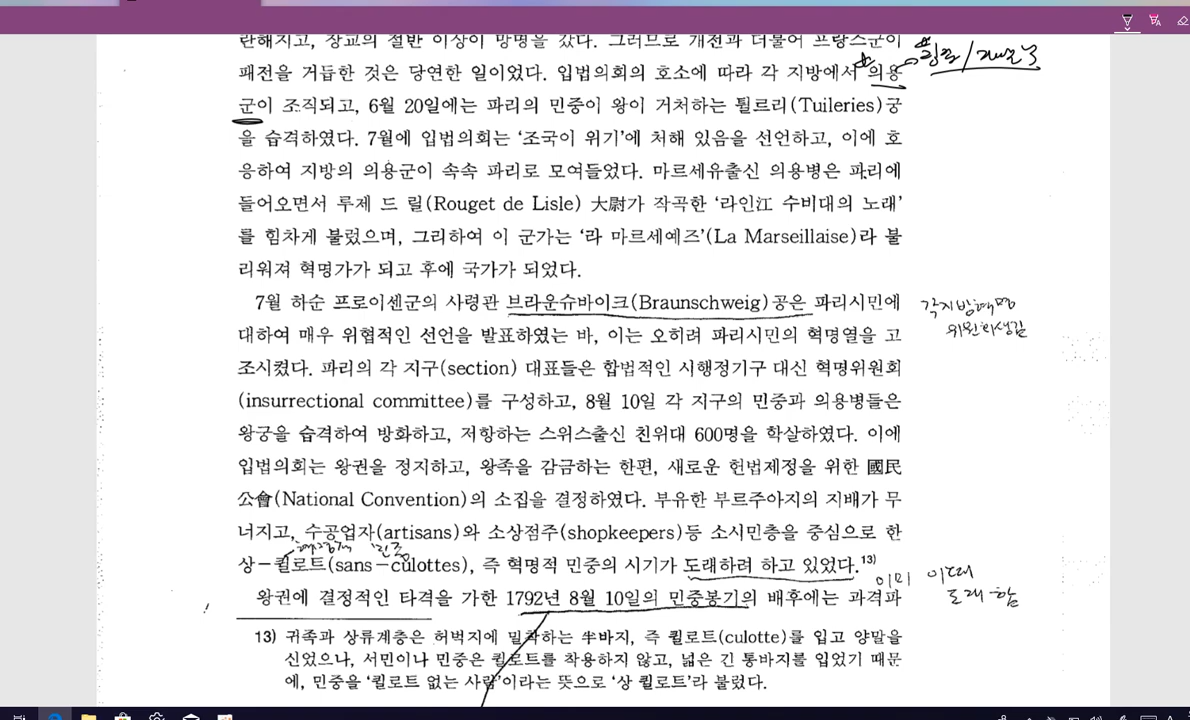 란해지고, 장교의 절반 이상이 망명을 갔다. 그러므로 개전과 더불어 프랑스군이
패전을 거듭한 것은 당연한 일이었다. 입법의회의 호소에 따라 각 지방에서 의용
군이 조직되고, 6월 20일에는 파리의 민중이 왕이 거처하는 튈르리(Tuileries)궁
을 습격하였다. 7월에 입법의회는 ‘조국이 위기’에 처해 있음을 선언하고, 이에 호
응하여 지방의 의용군이 속속 파리로 모여들었다. 마르세유출신 의용병은 파리에
들어오면서 루제 드 릴(Rouget de Lisle) 大尉가 작곡한 ‘라인江 수비대의 노래’
를 힘차게 불렀으며, 그리하여 이 군가는 ‘라 마르세예즈’(La Marseillaise)라 불
리워져 혁명가가 되고 후에 국가가 되었다.
7월 하순 프로이센군의 사령관 브라운슈바이크(Braunschweig)공은 파리시민에
대하여 매우 위협적인 선언을 발표하였는 바, 이는 오히려 파리시민의 혁명열을 고
조시켰다. 파리의 각 지구(section) 대표들은 합법적인 시행정기구 대신 혁명위원회
(insurrectional committee)를 구성하고, 8월 10일 각 지구의 민중과 의용병들은
왕궁을 습격하여 방화하고, 저항하는 스위스출신 친위대 600명을 학살하였다. 이에
입법의회는 왕권을 정지하고, 왕족을 감금하는 한편, 새로운 헌법제정을 위한 國民
公會(National Convention)의 소집을 결정하였다. 부유한 부르주아지의 지배가 무
너지고, 수공업자(artisans)와 소상점주(shopkeepers)등 소시민층을 중심으로 한
상-퀼로트(sans-culottes), 즉 혁명적 민중의 시기가 도래하려 하고 있었다.13)
왕권에 결정적인 타격을 가한 1792년 8월 10일의 민중봉기의 배후에는 과격파
13) 귀족과 상류계층은 허벅지에 밀착하는 半바지, 즉 퀼로트(culotte)를 입고 양말을
신었으나, 서민이나 민중은 퀼로트를 착용하지 않고, 넓은 긴 통바지를 입었기 때문
에, 민중을 ‘퀼로트 없는 사람’이라는 뜻으로 ‘상 퀼로트’라 불렀다.
각지방혁명
위원회생김
이미 이때
도래함